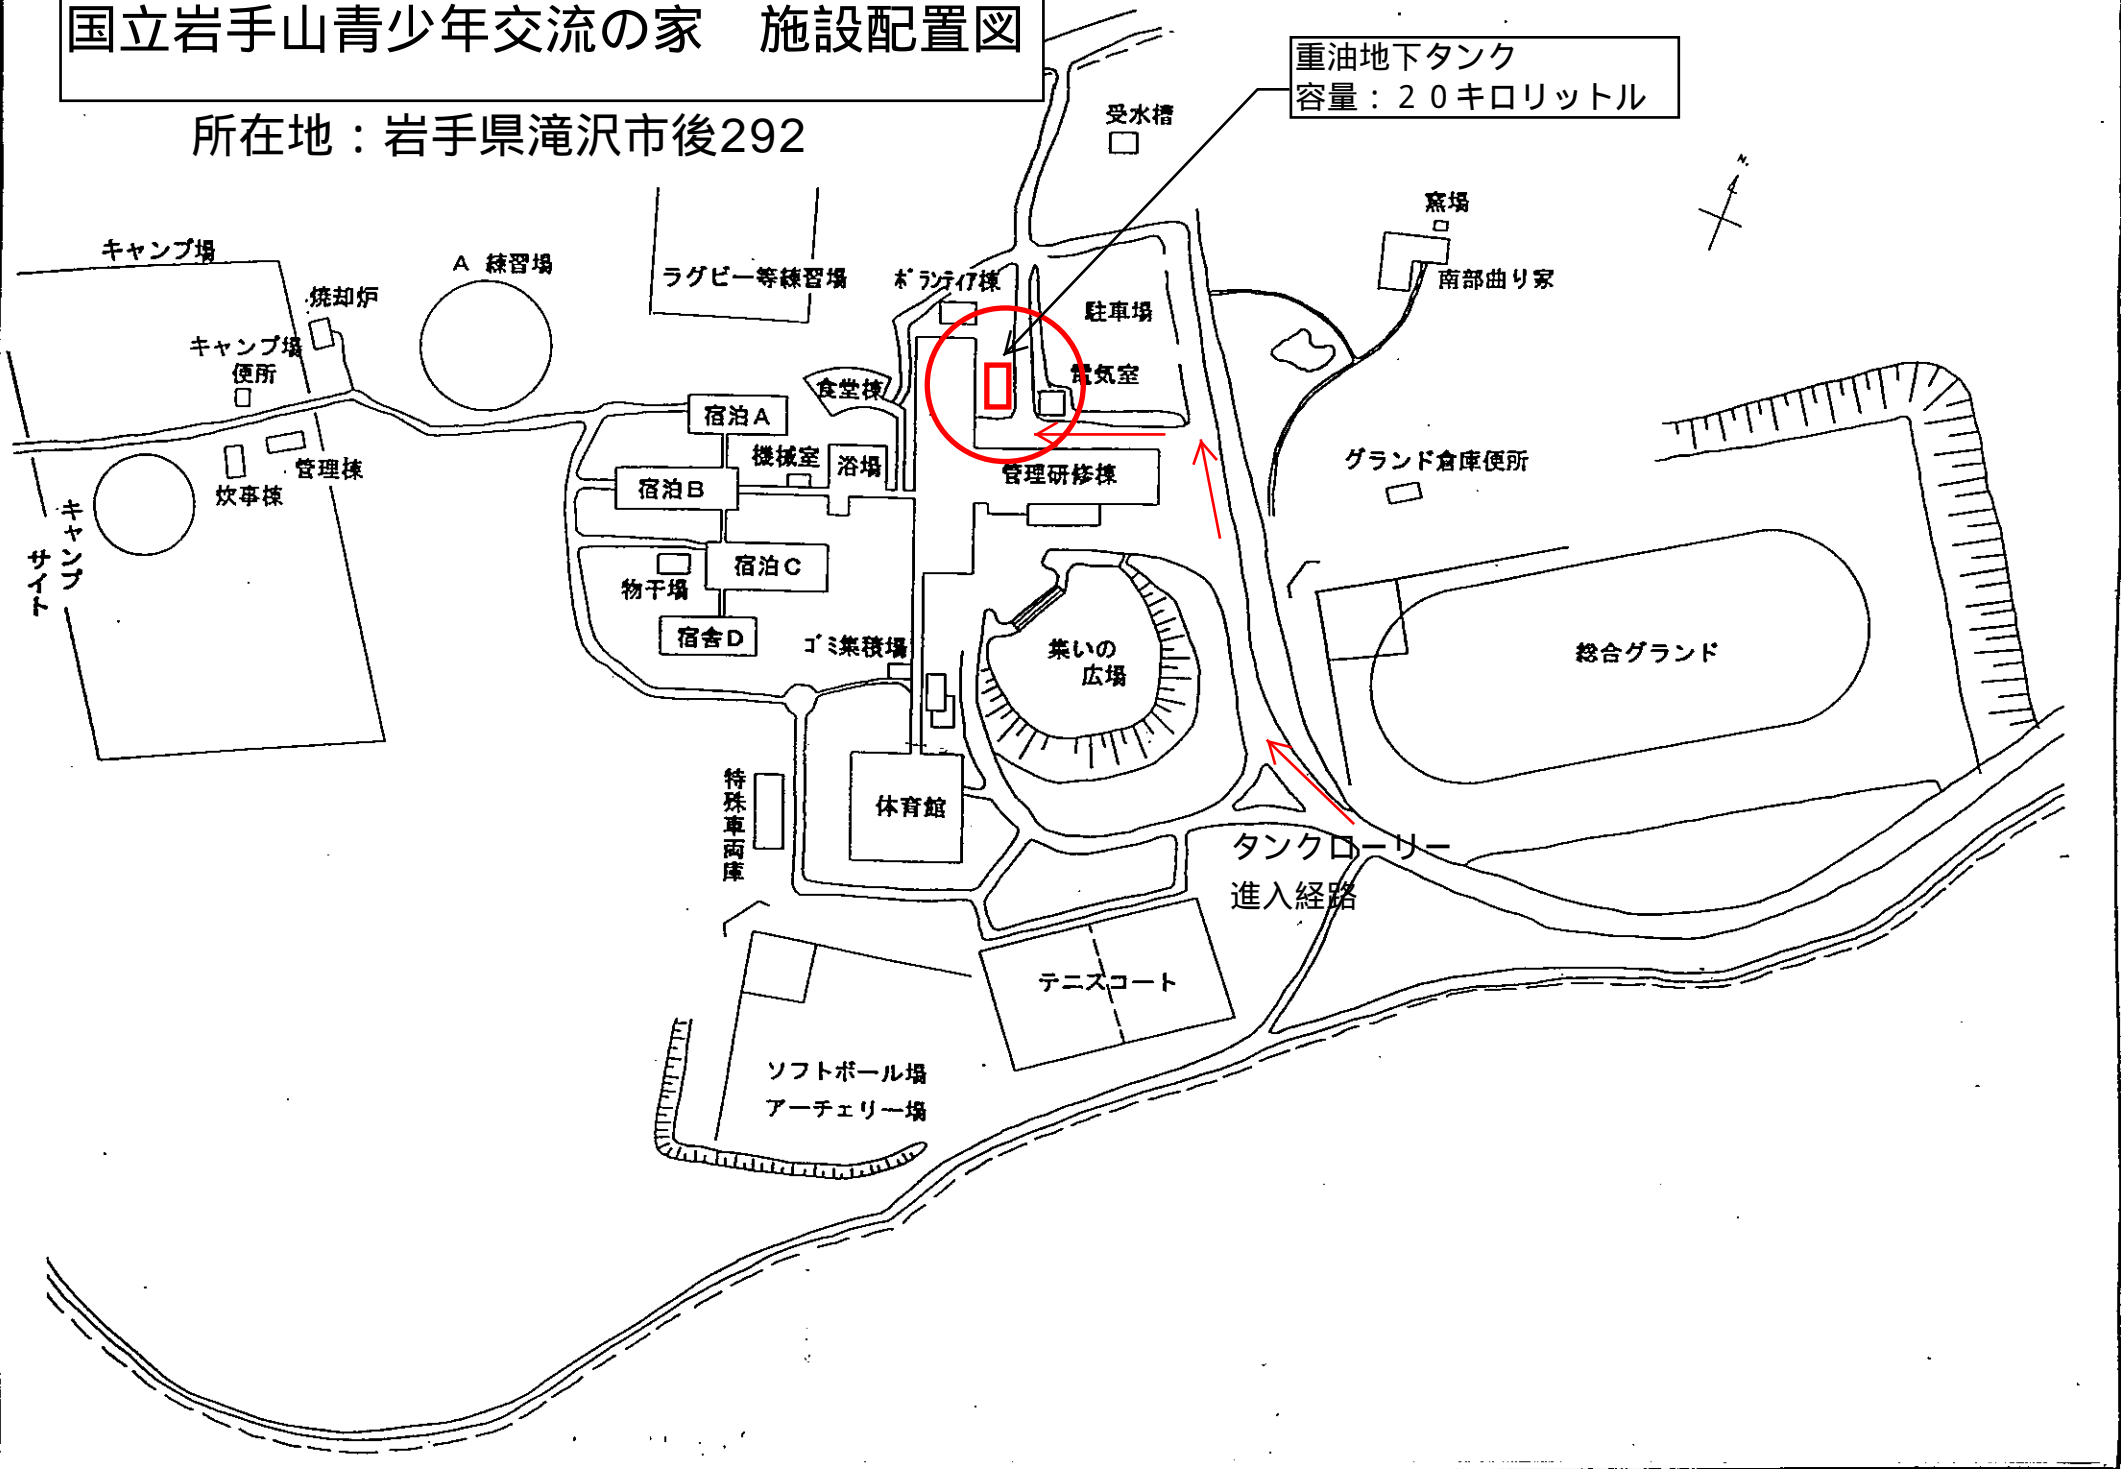 国立岩手山青少年交流の家　施設配置図
所在地：岩手県滝沢市後292
重油地下タンク
容量：２０キロリットル
受水槽
N.
窯場
南部曲り家
キャンプ場
焼却炉
A 練習場
ラグビー等練習場
ボランティア棟
駐車場
キャンプ場
便所
食堂棟
電気室
宿泊A
機械室
浴場
管理研修棟
グランド倉庫便所
管理棟
炊事棟
宿泊B
キャンプ
サイト
宿泊C
物干場
宿舎D
ゴミ集積場
集いの
広場
総合グランド
特殊車両庫
体育館
タンクローリー
進入経路
テニスコート
ソフトボール場
アーチェリー場